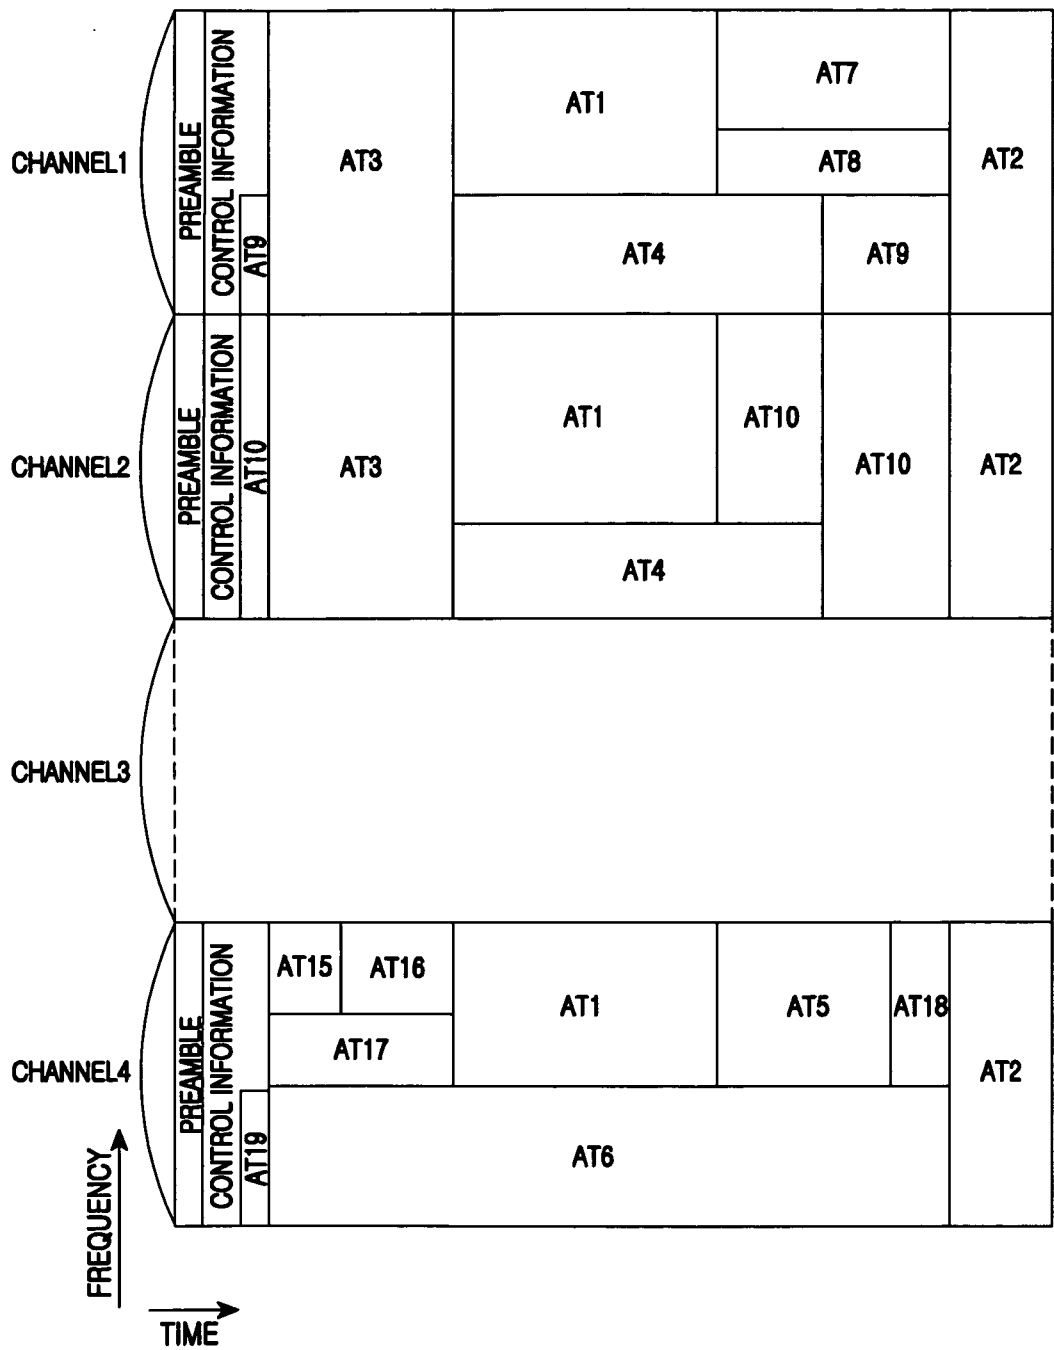 CHANNEL1
PREAMBLE
CONTROL INFORMATION
AT9
AT3
AT1
AT7
AT8
AT4
AT9
AT2
CHANNEL2
PREAMBLE
CONTROL INFORMATION
AT10
AT3
AT1
AT10
AT10
AT4
AT2
CHANNEL3
CHANNEL4
PREAMBLE
CONTROL INFORMATION
AT19
AT15
AT16
AT17
AT1
AT5
AT18
AT6
AT2
FREQUENCY
TIME